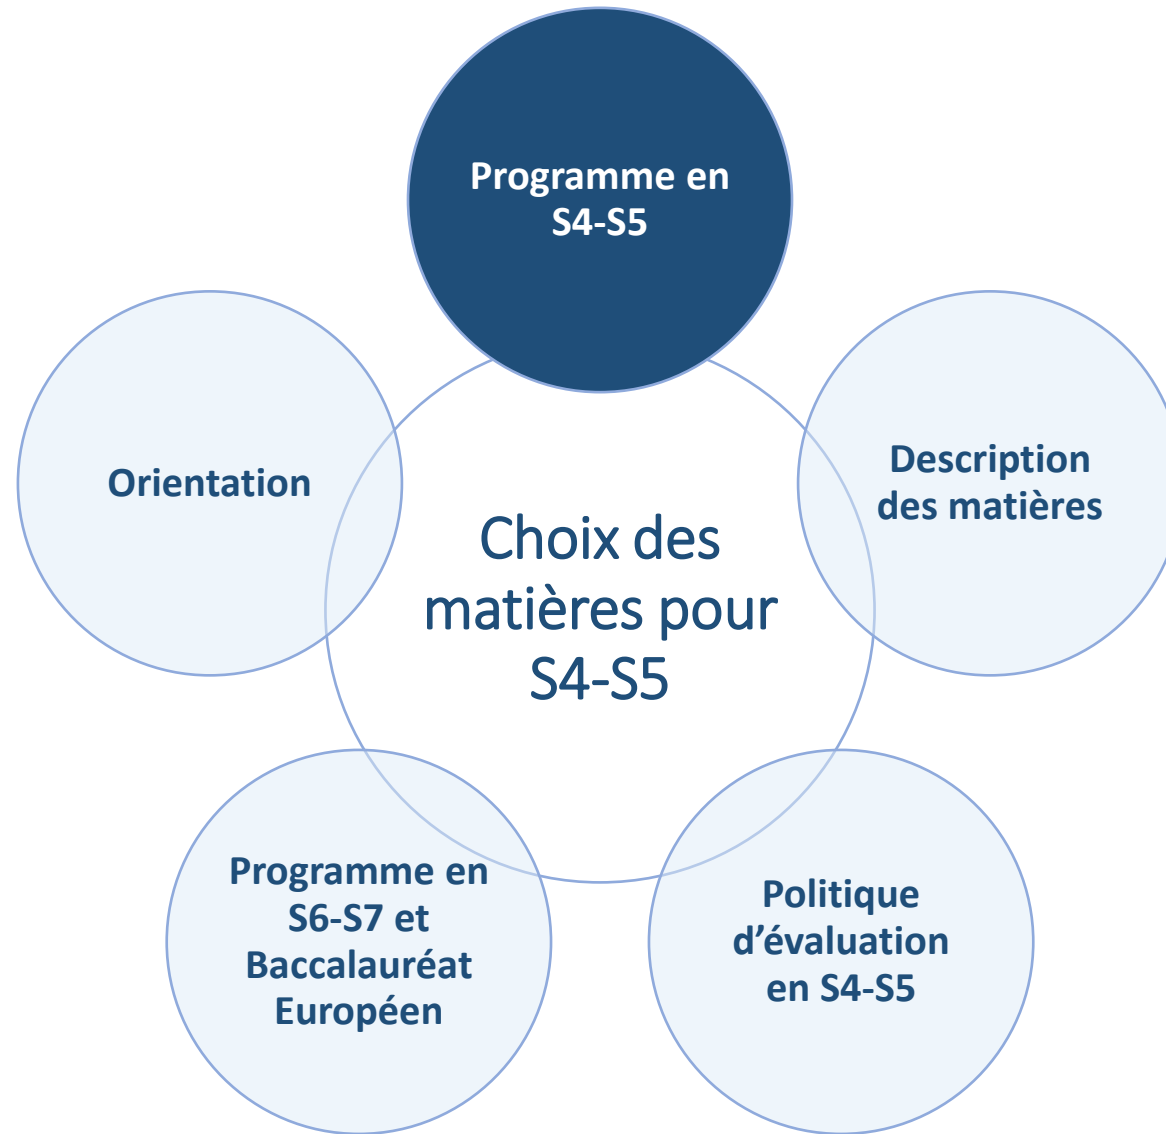 Programme en
S4-S5
Orientation
Description
des matières
Choix des
matières pour
S4-S5
Programme en
S6-S7 et
Baccalauréat
Européen
Politique
d’évaluation
en S4-S5